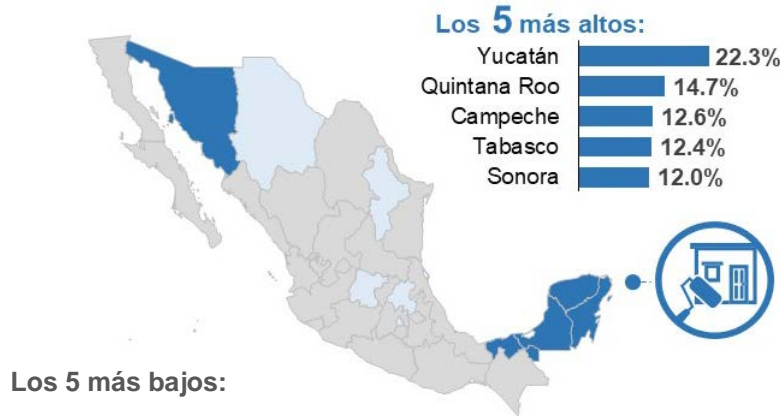 Los 5 más altos:
Yucatán 22.3%
Quintana Roo 14.7%
Campeche 12.6%
Tabasco 12.4%
Sonora 12.0%
Los 5 más bajos: